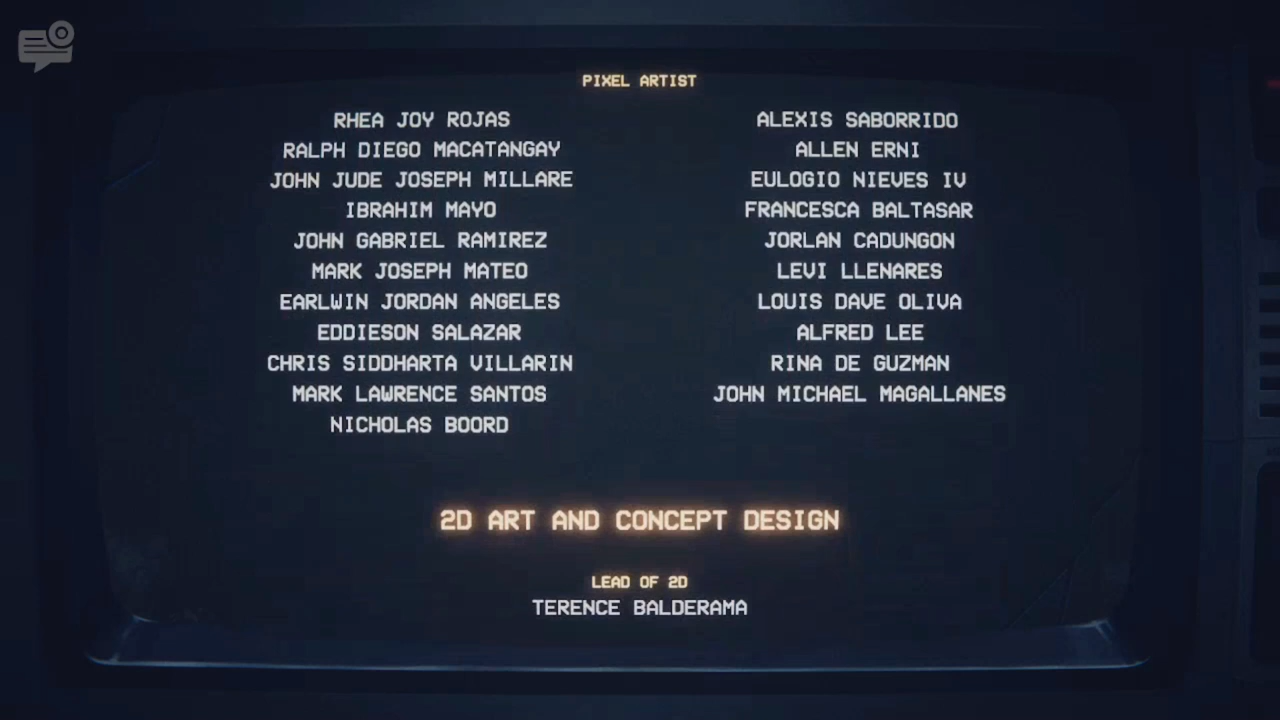 PIXEL ARTIST
RHEA JOY ROJAS
RALPH DIEGO MACATANGAY
JOHN JUDE JOSEPH MILLARE
IBRAHIM MAYO
JOHN GABRIEL RAMIREZ
MARK JOSEPH MATEO
EARLWIN JORDAN ANGELES
EDDIESON SALAZAR
CHRIS SIDDHARTA VILLARIN
MARK LAWRENCE SANTOS
NICHOLAS BOORD
ALEXIS SABORRIDO
ALLEN ERNI
EULOGIO NIEVES IV
FRANCESCA BALTASAR
JORLAN CADUNGON
LEVI LLENARES
LOUIS DAVE OLIVA
ALFRED LEE
RINA DE GUZMAN
JOHN MICHAEL MAGALLANES
2D ART AND CONCEPT DESIGN
LEAD OF 2D
TERENCE BALDERAMA